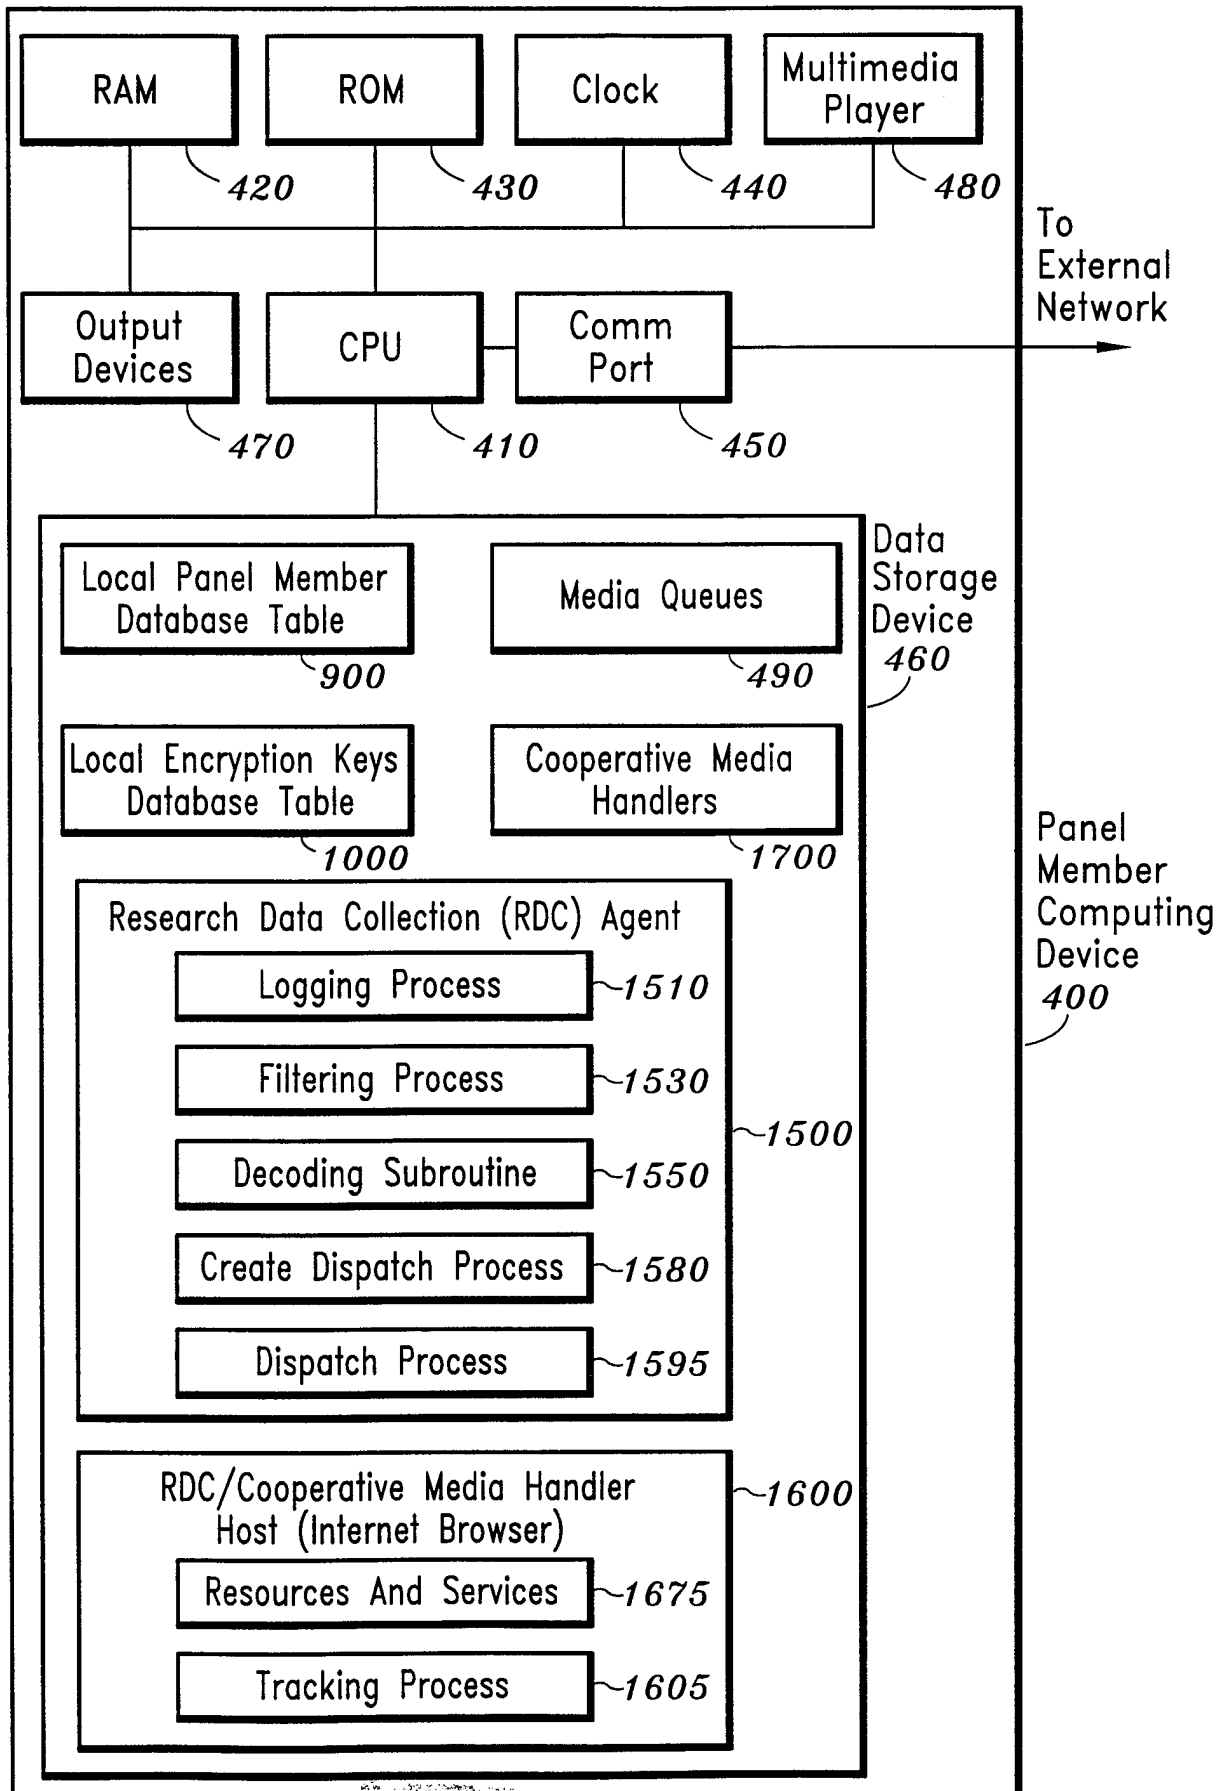 RAM
ROM
Clock
Multimedia
Player
420
430
440
480
To
External
Network
Output
Devices
CPU
Comm
Port
470
410
450
Data
Storage
Device
460
Local Panel Member
Database Table
900
Media Queues
490
Local Encryption Keys
Database Table
1000
Cooperative Media
Handlers
1700
Panel
Member
Computing
Device
400
Research Data Collection (RDC) Agent
Logging Process
1510
Filtering Process
1530
1500
Decoding Subroutine
1550
Create Dispatch Process
1580
Dispatch Process
1595
RDC/Cooperative Media Handler
Host (Internet Browser)
1600
Resources And Services
1675
Tracking Process
1605